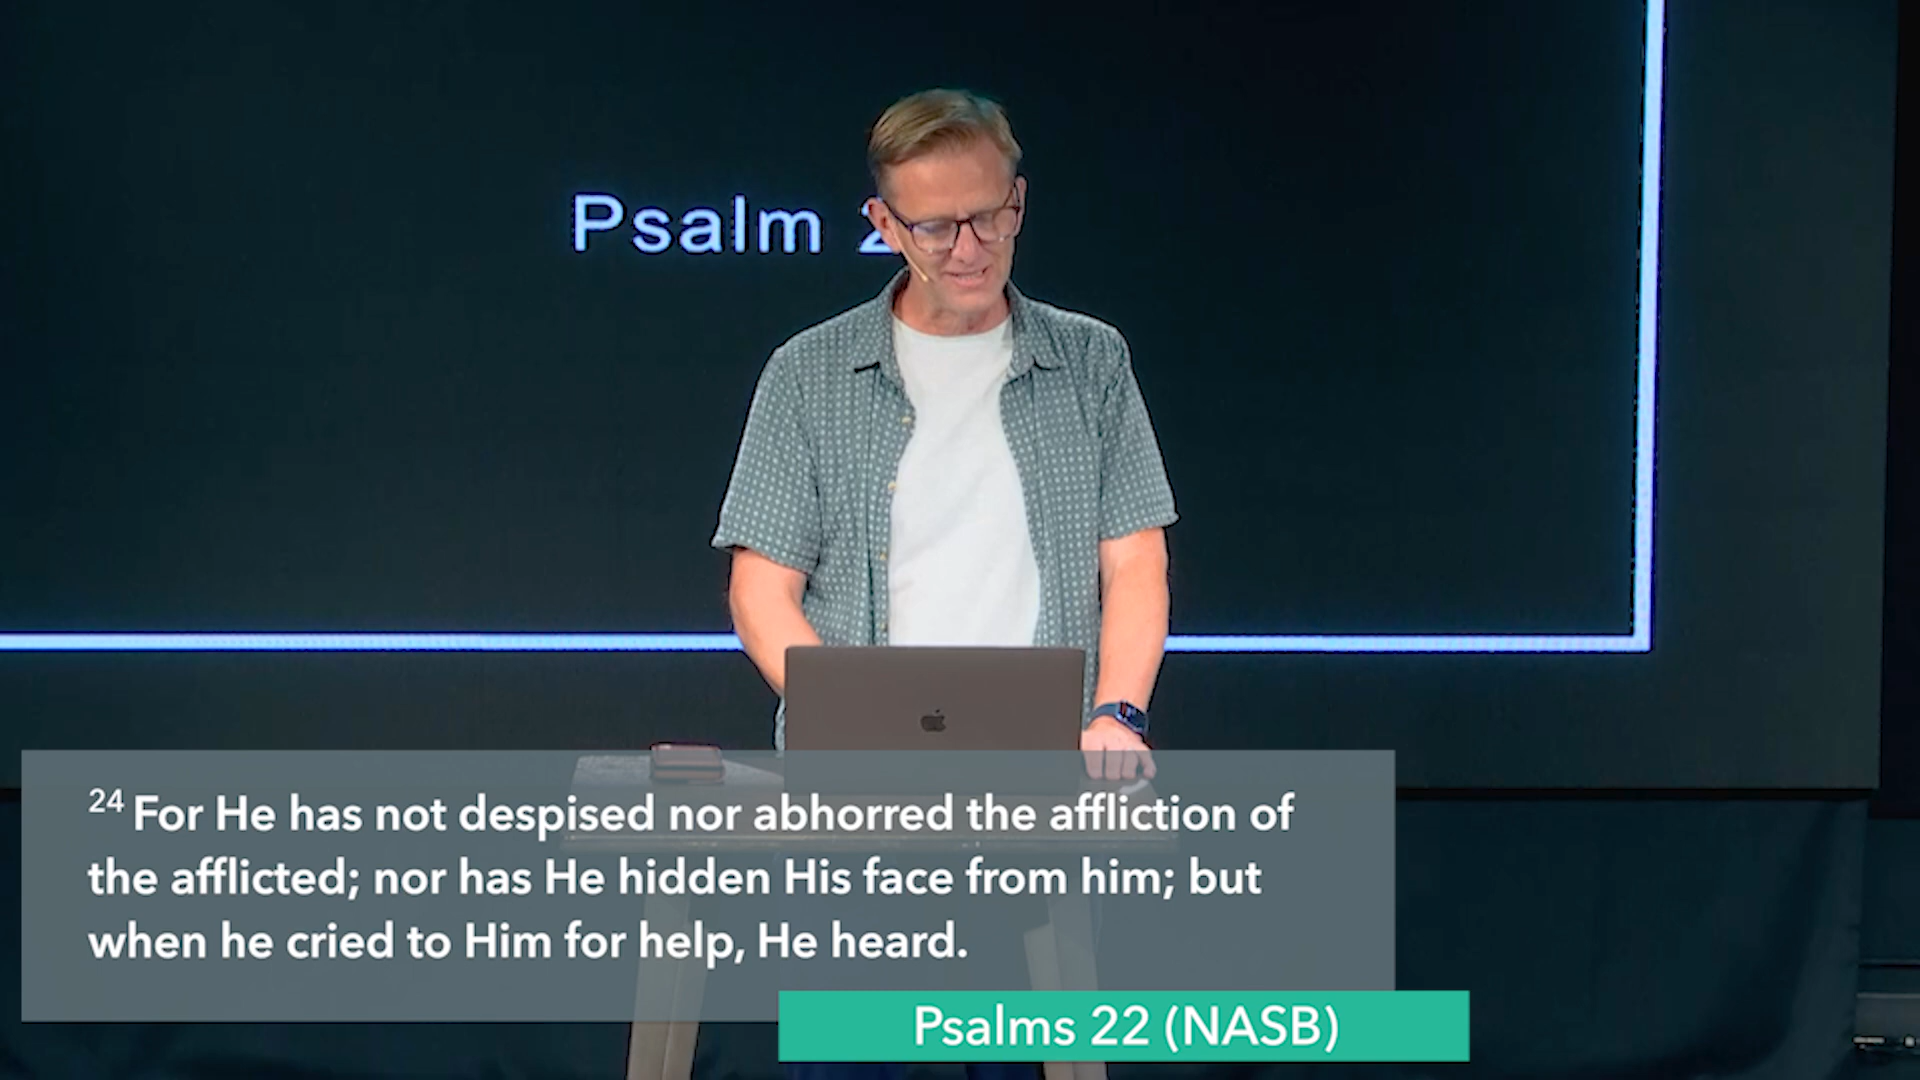 Psalm 2
24 For He has not despised nor abhorred the affliction of
the afflicted; nor has He hidden His face from him; but
when he cried to Him for help, He heard.
Psalms 22 (NASB)